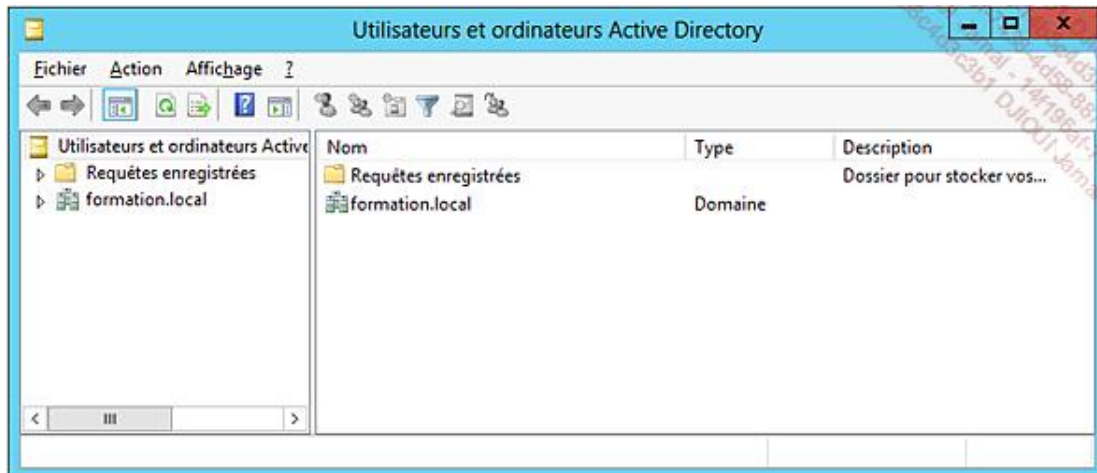 Utilisateurs et ordinateurs Active Directory
Fichier Action Affichage ?
Utilisateurs et ordinateurs Active
Requêtes enregistrées
formation.local
Nom Type Description
Requêtes enregistrées Dossier pour stocker vos...
formation.local Domaine